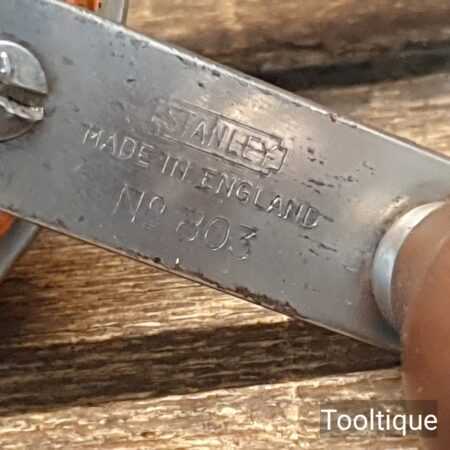 STANLEY
MADE IN ENGLAND
No 803
Tooltique